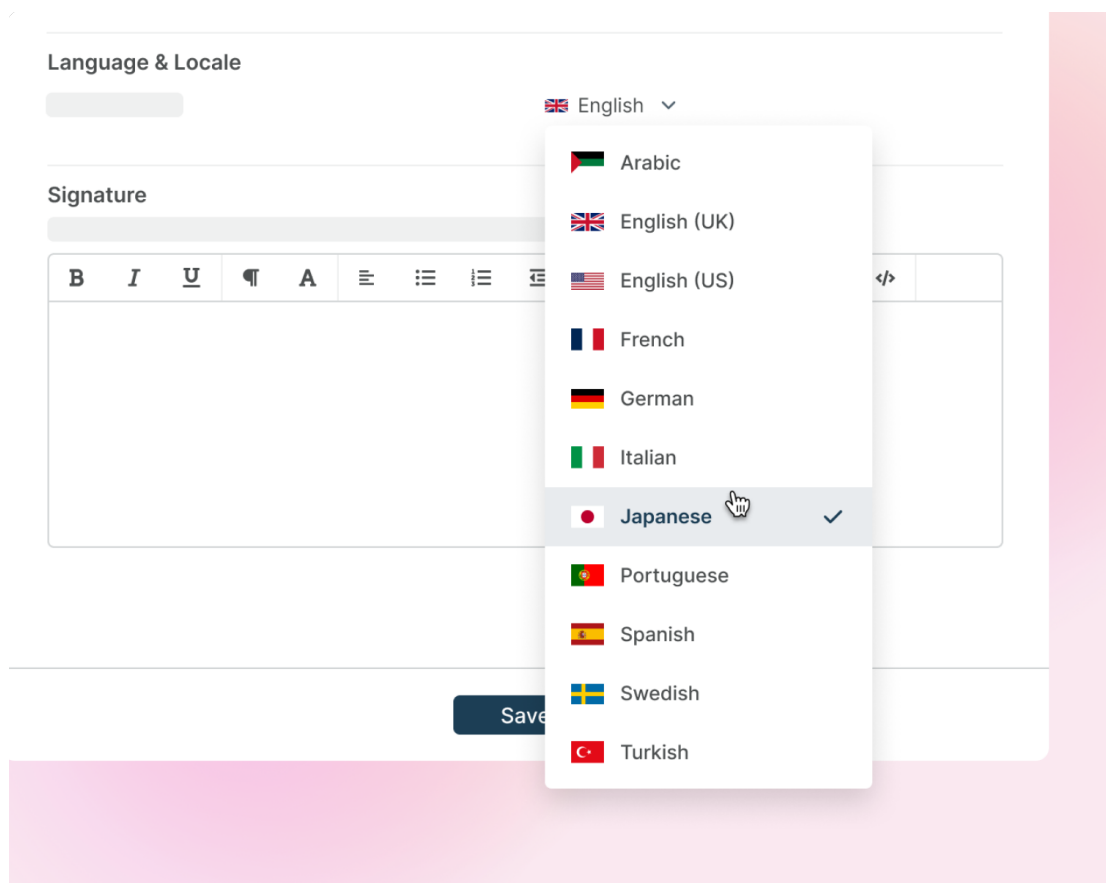 Language & Locale
English
Arabic
Signature
English (UK)
B I U ¶ A </>
English (US)
French
German
Italian
Japanese
Portuguese
Spanish
Swedish
Save
Turkish